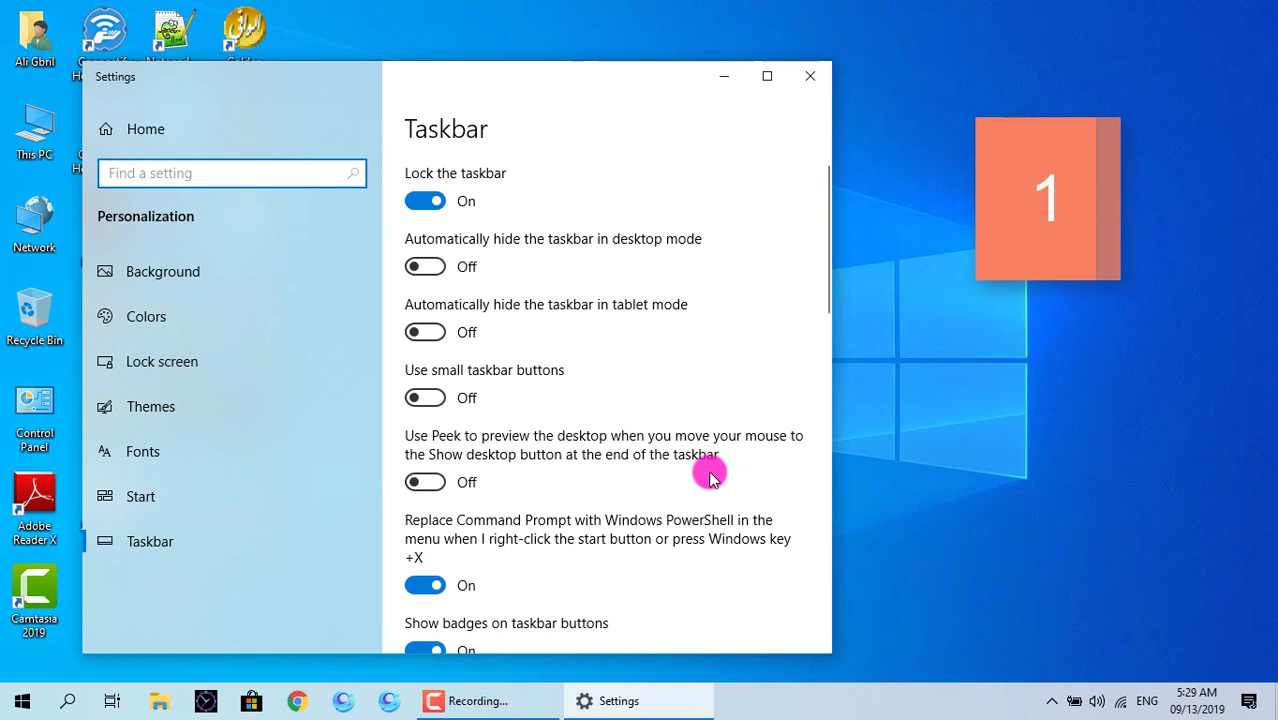 Ali Gbril
This PC
Network
Recycle Bin
Control
Panel
Adobe
Reader X
Camtasia
2019
الوافي
Settings
Home
Find a setting
Personalization
Background
Colors
Lock screen
Themes
Fonts
Start
Taskbar
Taskbar
Lock the taskbar
On
Automatically hide the taskbar in desktop mode
Off
Automatically hide the taskbar in tablet mode
Off
Use small taskbar buttons
Off
Use Peek to preview the desktop when you move your mouse to
the Show desktop button at the end of the taskbar
Off
Replace Command Prompt with Windows PowerShell in the
menu when I right-click the start button or press Windows key
+X
On
Show badges on taskbar buttons
On
1
Recording...
Settings
ENG
5:29 AM
09/13/2019